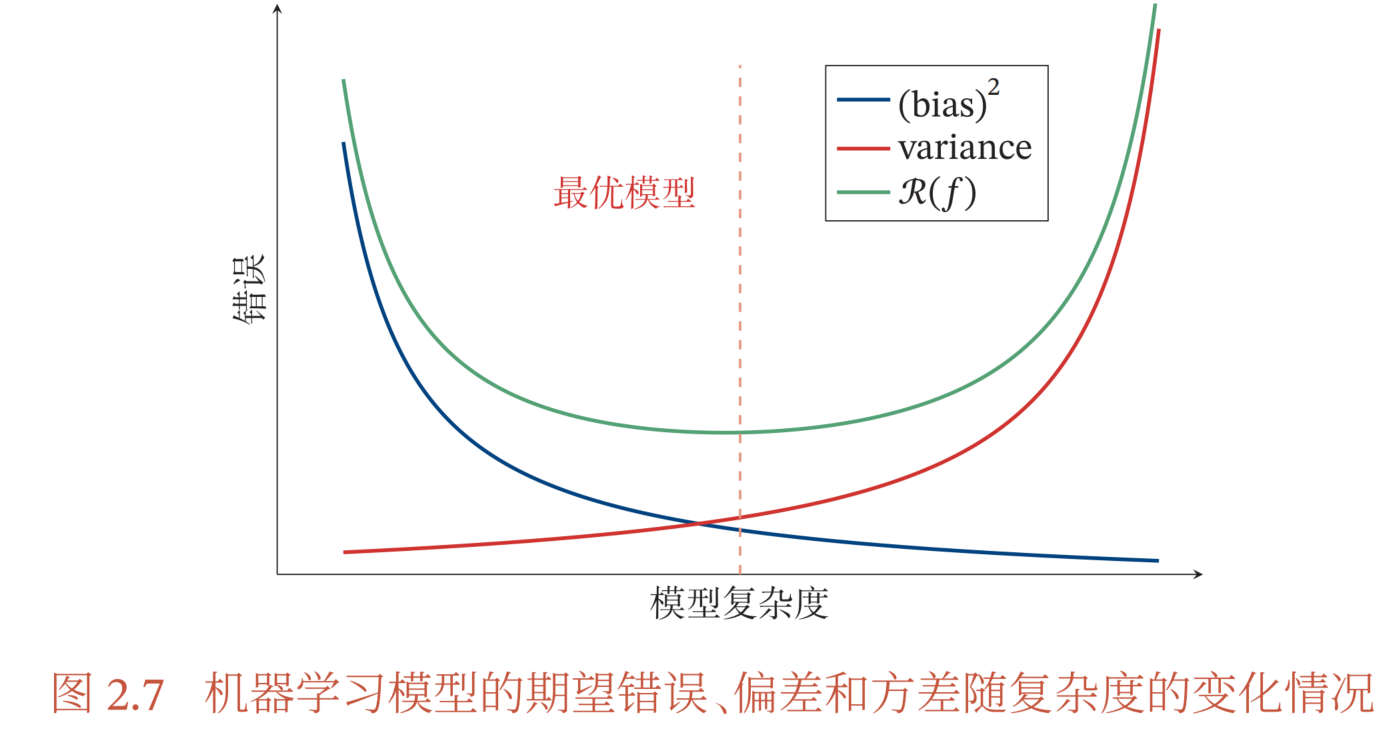 (bias)²
variance
ℛ(f)
最优模型
错误
模型复杂度
图 2.7 机器学习模型的期望错误、偏差和方差随复杂度的变化情况